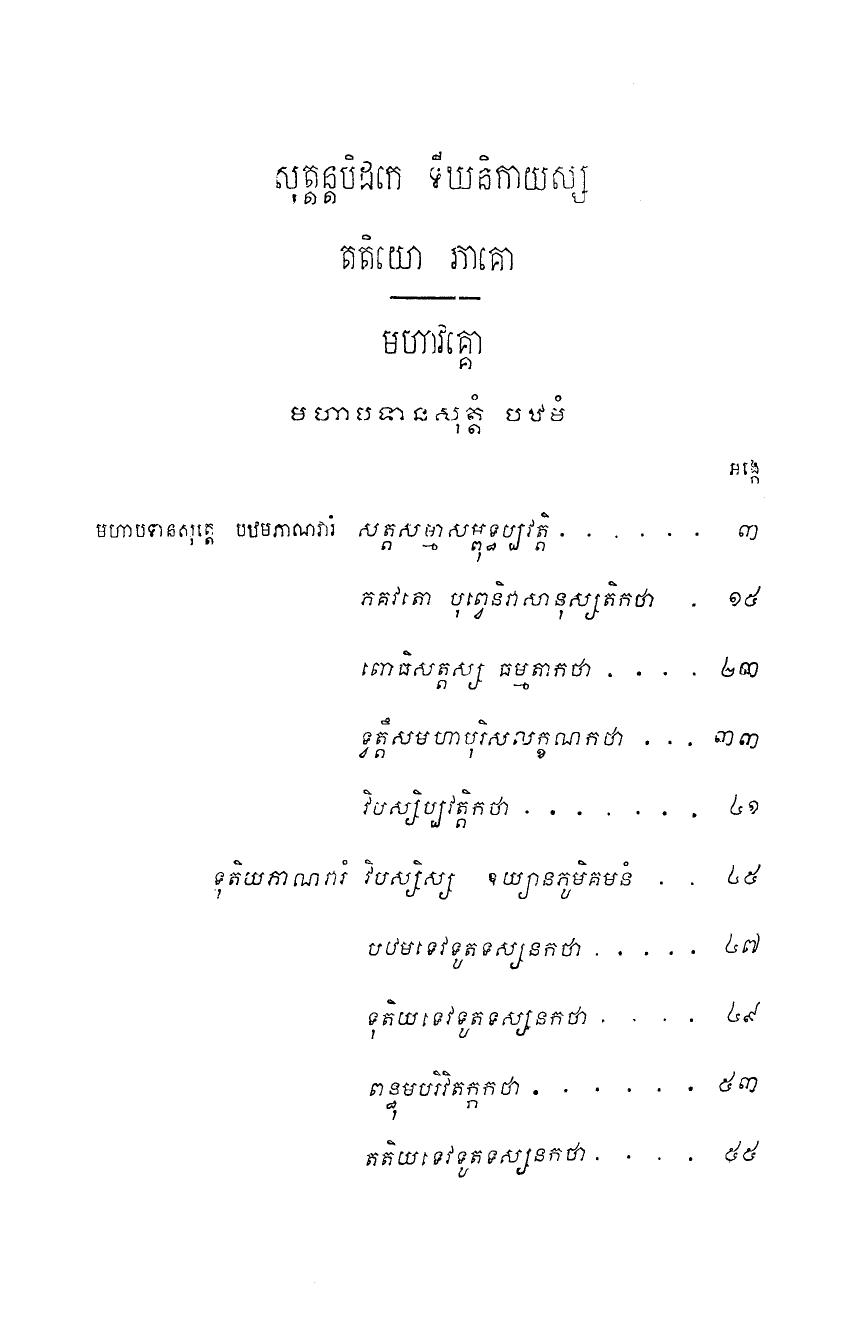 សុត្តន្តបិដកេ ទីឃនិកាយស្ស
តតិយោ ភាគោ
មហាវគ្គោ
មហាបទានសុត្តំ បឋមំ
អង្កេ
មហាបទានសុត្តេ បឋមភាណវារំ សត្តសម្មាសម្ពុទ្ធប្បវត្តិ . . . . . . ៣
ភគវតោ បុព្វេនិវាសានុស្សតិកថា . ១៥
ពោធិសត្តស្ស ធម្មតាកថា . . . . ២៣
ទ្វត្តឹសមហាបុរិសលក្ខណកថា . . . ៣៣
វិបស្សិប្បវត្តិកថា . . . . . . . ៤១
ទុតិយភាណវារំ វិបស្សិស្ស ឧយ្យានភូមិគមនំ . . ៤៥
បឋមទេវទូតទស្សនកថា . . . . . ៤៧
ទុតិយទេវទូតទស្សនកថា . . . . ៤៩
ពន្ធុមបរិវិតក្កកថា . . . . . . ៥៣
តតិយទេវទូតទស្សនកថា . . . . ៥៥